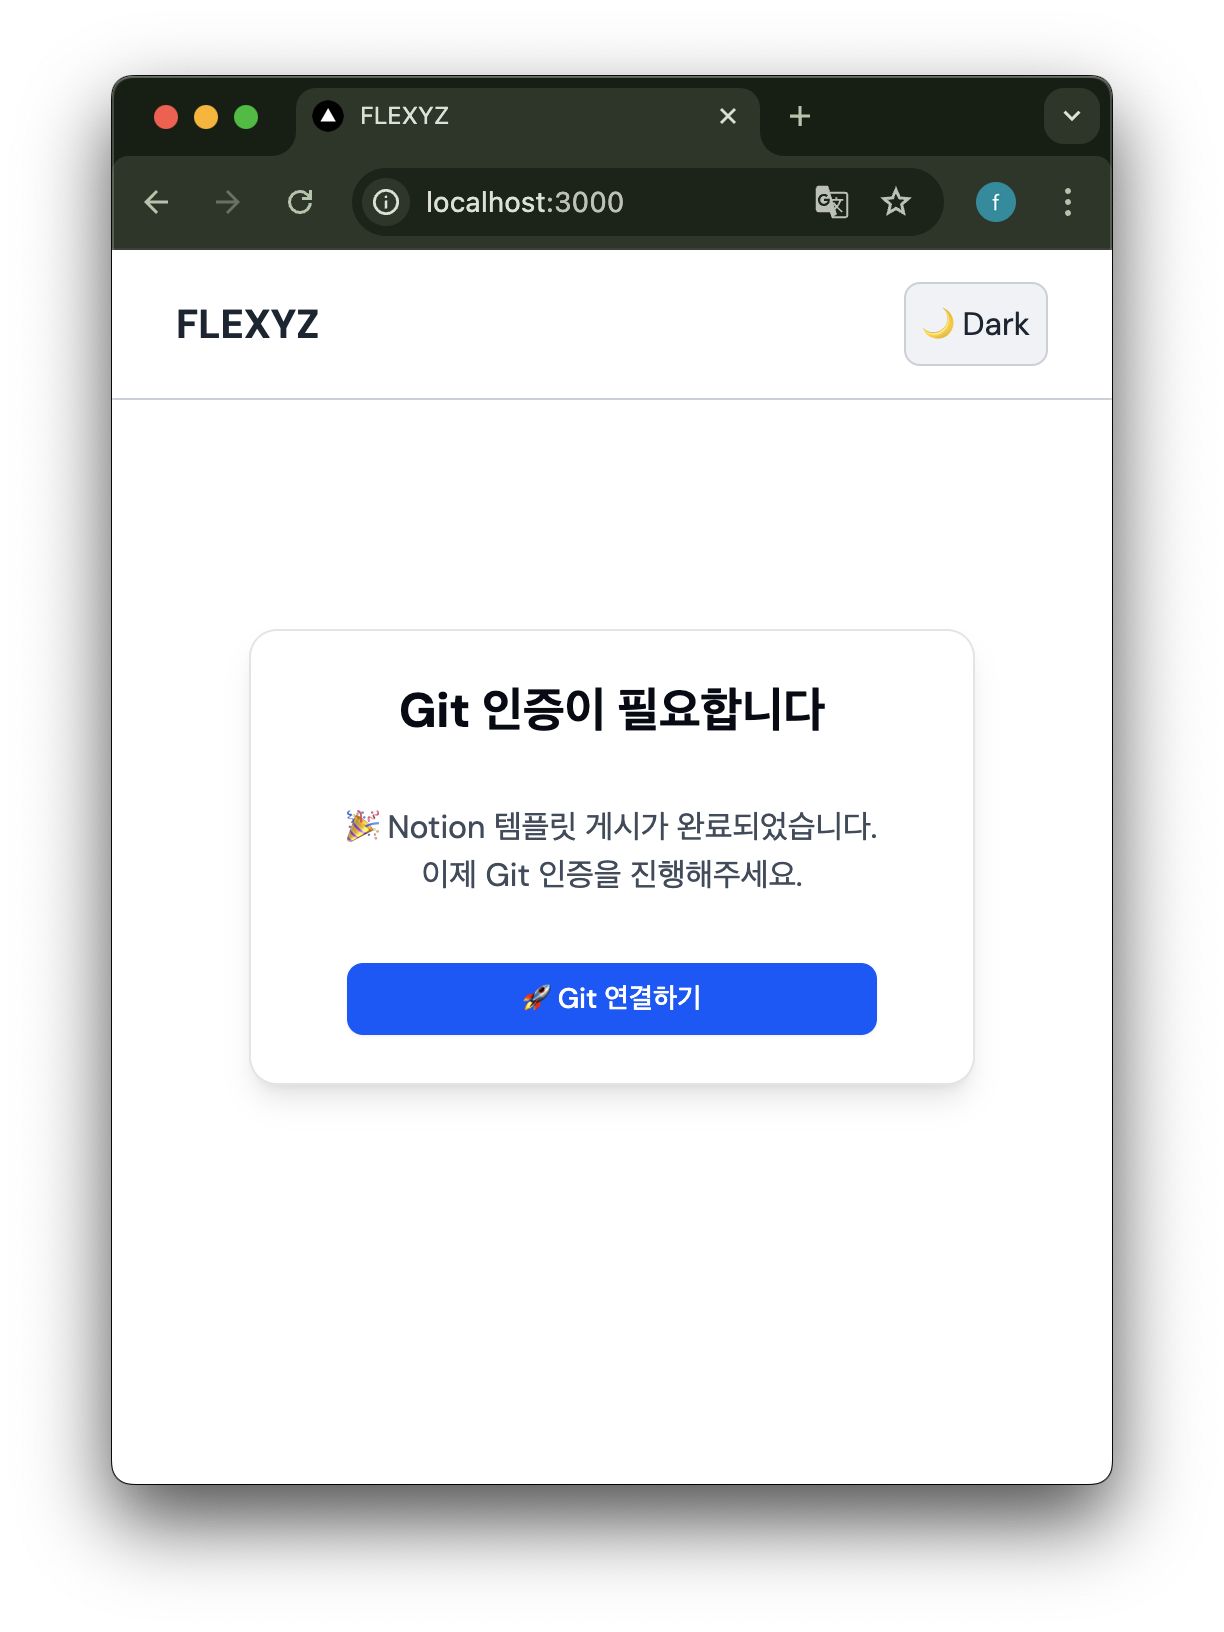 FLEXYZ
localhost:3000
f
FLEXYZ
🌙 Dark
Git 인증이 필요합니다
🎉 Notion 템플릿 게시가 완료되었습니다.
이제 Git 인증을 진행해주세요.
🚀 Git 연결하기